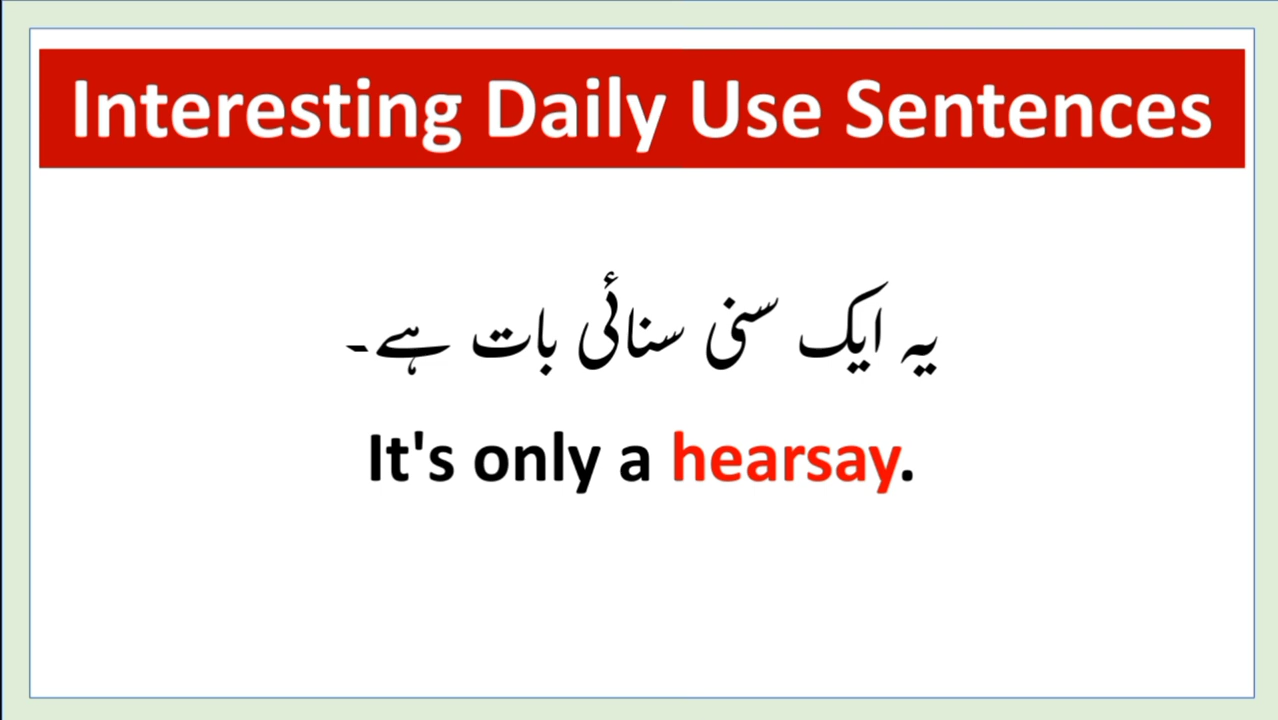 Interesting Daily Use Sentences
یہ ایک سنی سنائی بات ہے۔
It's only a hearsay.